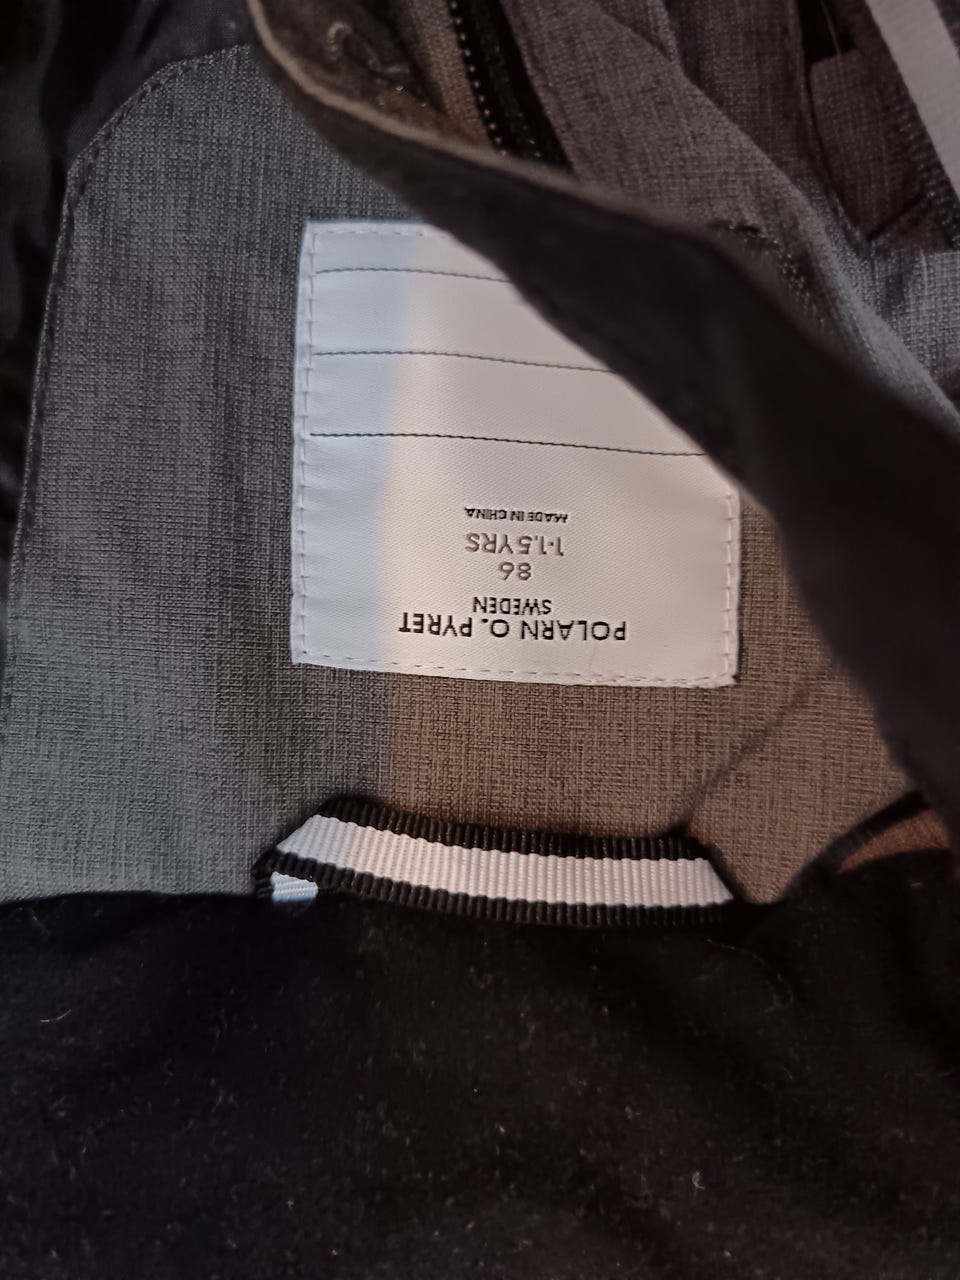 POLARN O. PYRET
SWEDEN
86
1-1.5 YRS
MADE IN CHINA